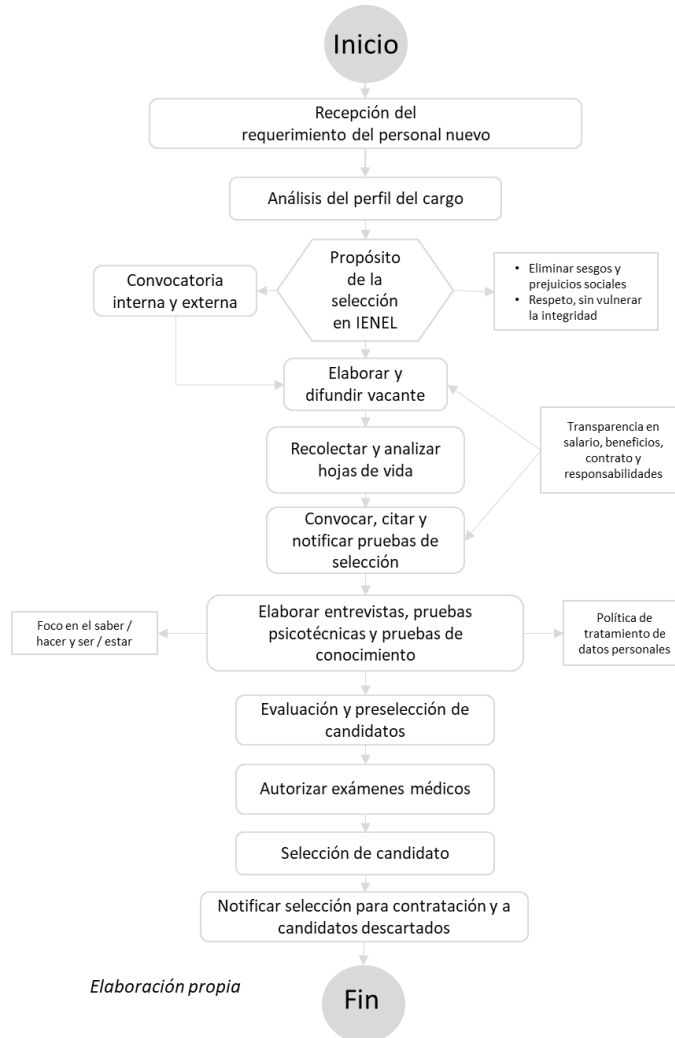 Inicio
Recepción del
requerimiento del personal nuevo
Análisis del perfil del cargo
Propósito
de la
selección
en IENEL
Convocatoria
interna y externa
• Eliminar sesgos y
prejuicios sociales
• Respeto, sin vulnerar
la integridad
Elaborar y
difundir vacante
Transparencia en
salario, beneficios,
contrato y
responsabilidades
Recolectar y analizar
hojas de vida
Convocar, citar y
notificar pruebas de
selección
Elaborar entrevistas, pruebas
psicotécnicas y pruebas de
conocimiento
Foco en el saber /
hacer y ser / estar
Política de
tratamiento de
datos personales
Evaluación y preselección de
candidatos
Autorizar exámenes médicos
Selección de candidato
Notificar selección para contratación y a
candidatos descartados
Elaboración propia
Fin